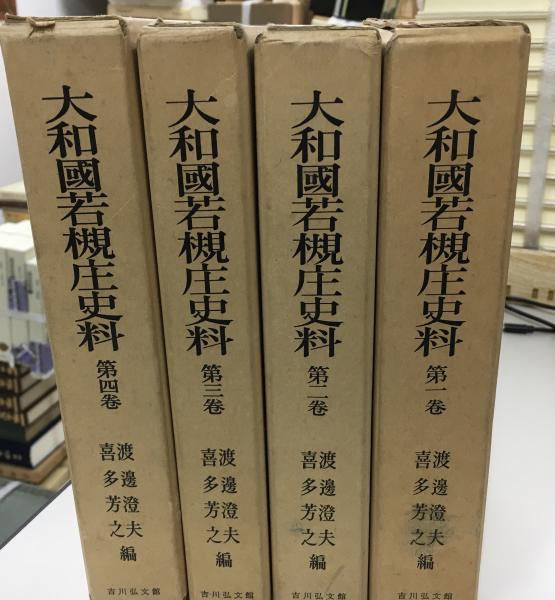 大和國若槻庄史料 第一卷
渡邊澄夫
喜多芳之 編
吉川弘文館
大和國若槻庄史料 第二卷
渡邊澄夫
喜多芳之 編
吉川弘文館
大和國若槻庄史料 第三卷
渡邊澄夫
喜多芳之 編
吉川弘文館
大和國若槻庄史料 第四卷
渡邊澄夫
喜多芳之 編
吉川弘文館